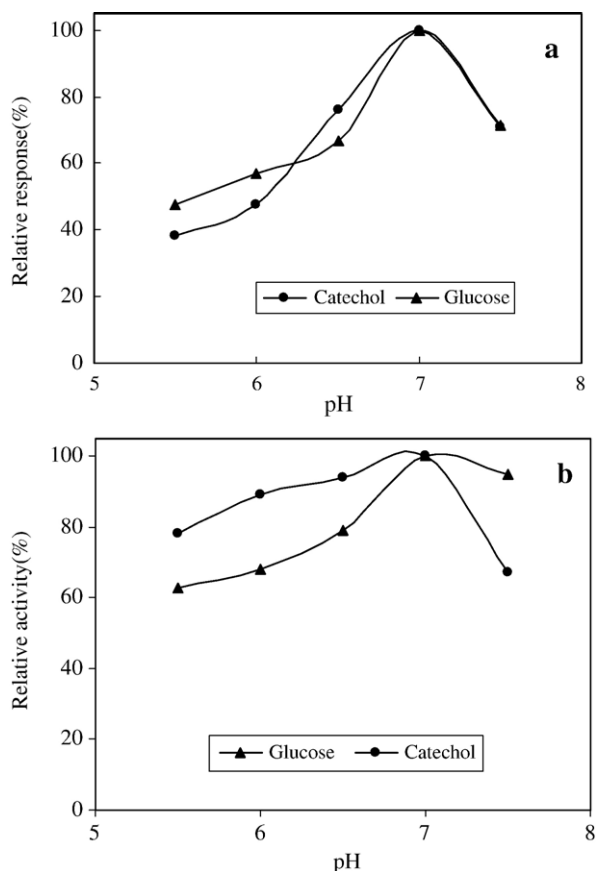 a
100
80
60
40
20
0
Relative response(%)
Catechol Glucose
5 6 7 8
pH
b
100
80
60
40
20
0
Relative activity(%)
Glucose Catechol
5 6 7 8
pH